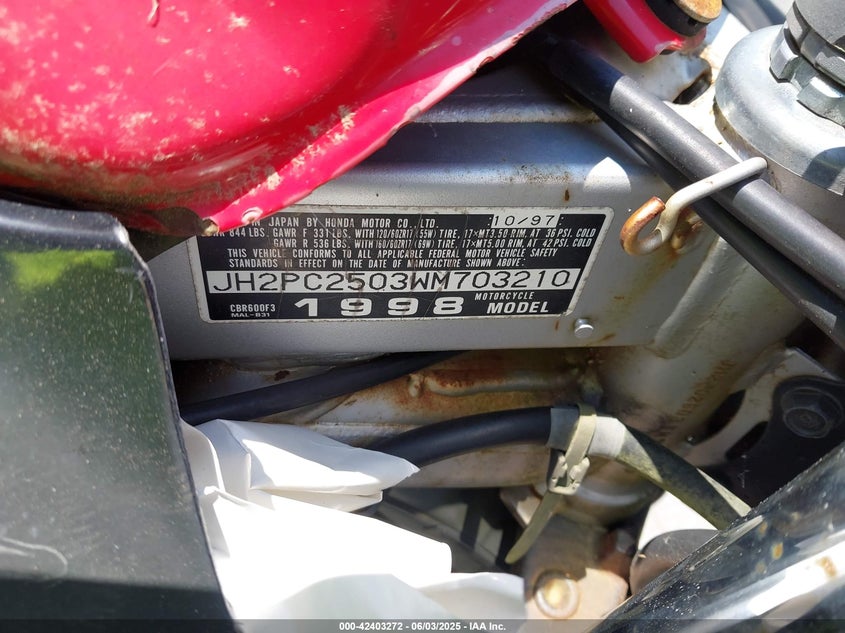 IN JAPAN BY HONDA MOTOR CO., LTD. 10/97
844 LBS. GAWR F 331 LBS. WITH 120/60ZR17 (55W) TIRE, 17×MT3.50 RIM, AT 36 PSI. COLD
GAWR R 536 LBS. WITH 160/60ZR17 (69W) TIRE, 17×MT5.00 RIM, AT 42 PSI. COLD
THIS VEHICLE CONFORMS TO ALL APPLICABLE FEDERAL MOTOR VEHICLE SAFETY
STANDARDS IN EFFECT ON THE DATE OF MANUFACTURE SHOWN ABOVE.
JH2PC2503WM703210
CBR600F3 1998 MOTORCYCLE
MAL-831 MODEL
000-42403272 - 06/03/2025 - IAA Inc.